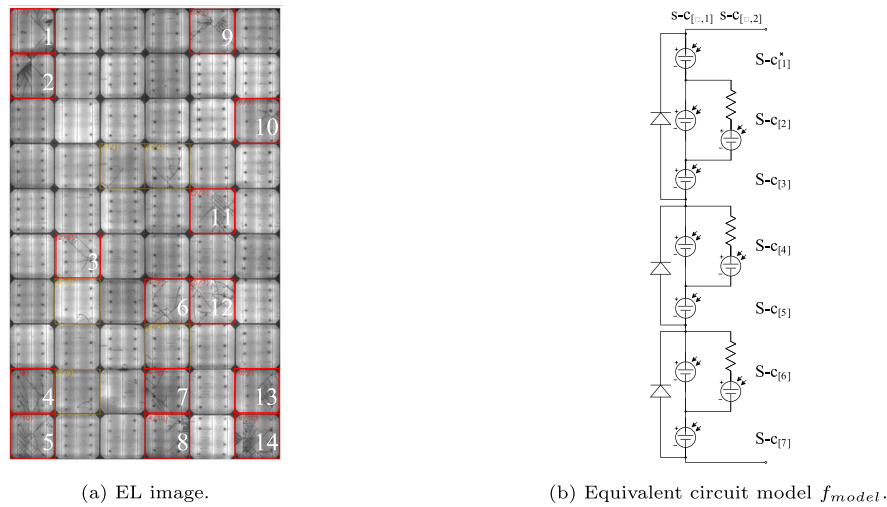 s-c[□,1] s-c[□,2]
1
9
2
10
11
3
6 12
4 7 13
5 8 14
+
-
S-c[1]*
S-c[2]
S-c[3]
S-c[4]
S-c[5]
S-c[6]
S-c[7]
(a) EL image.
(b) Equivalent circuit model fmodel.